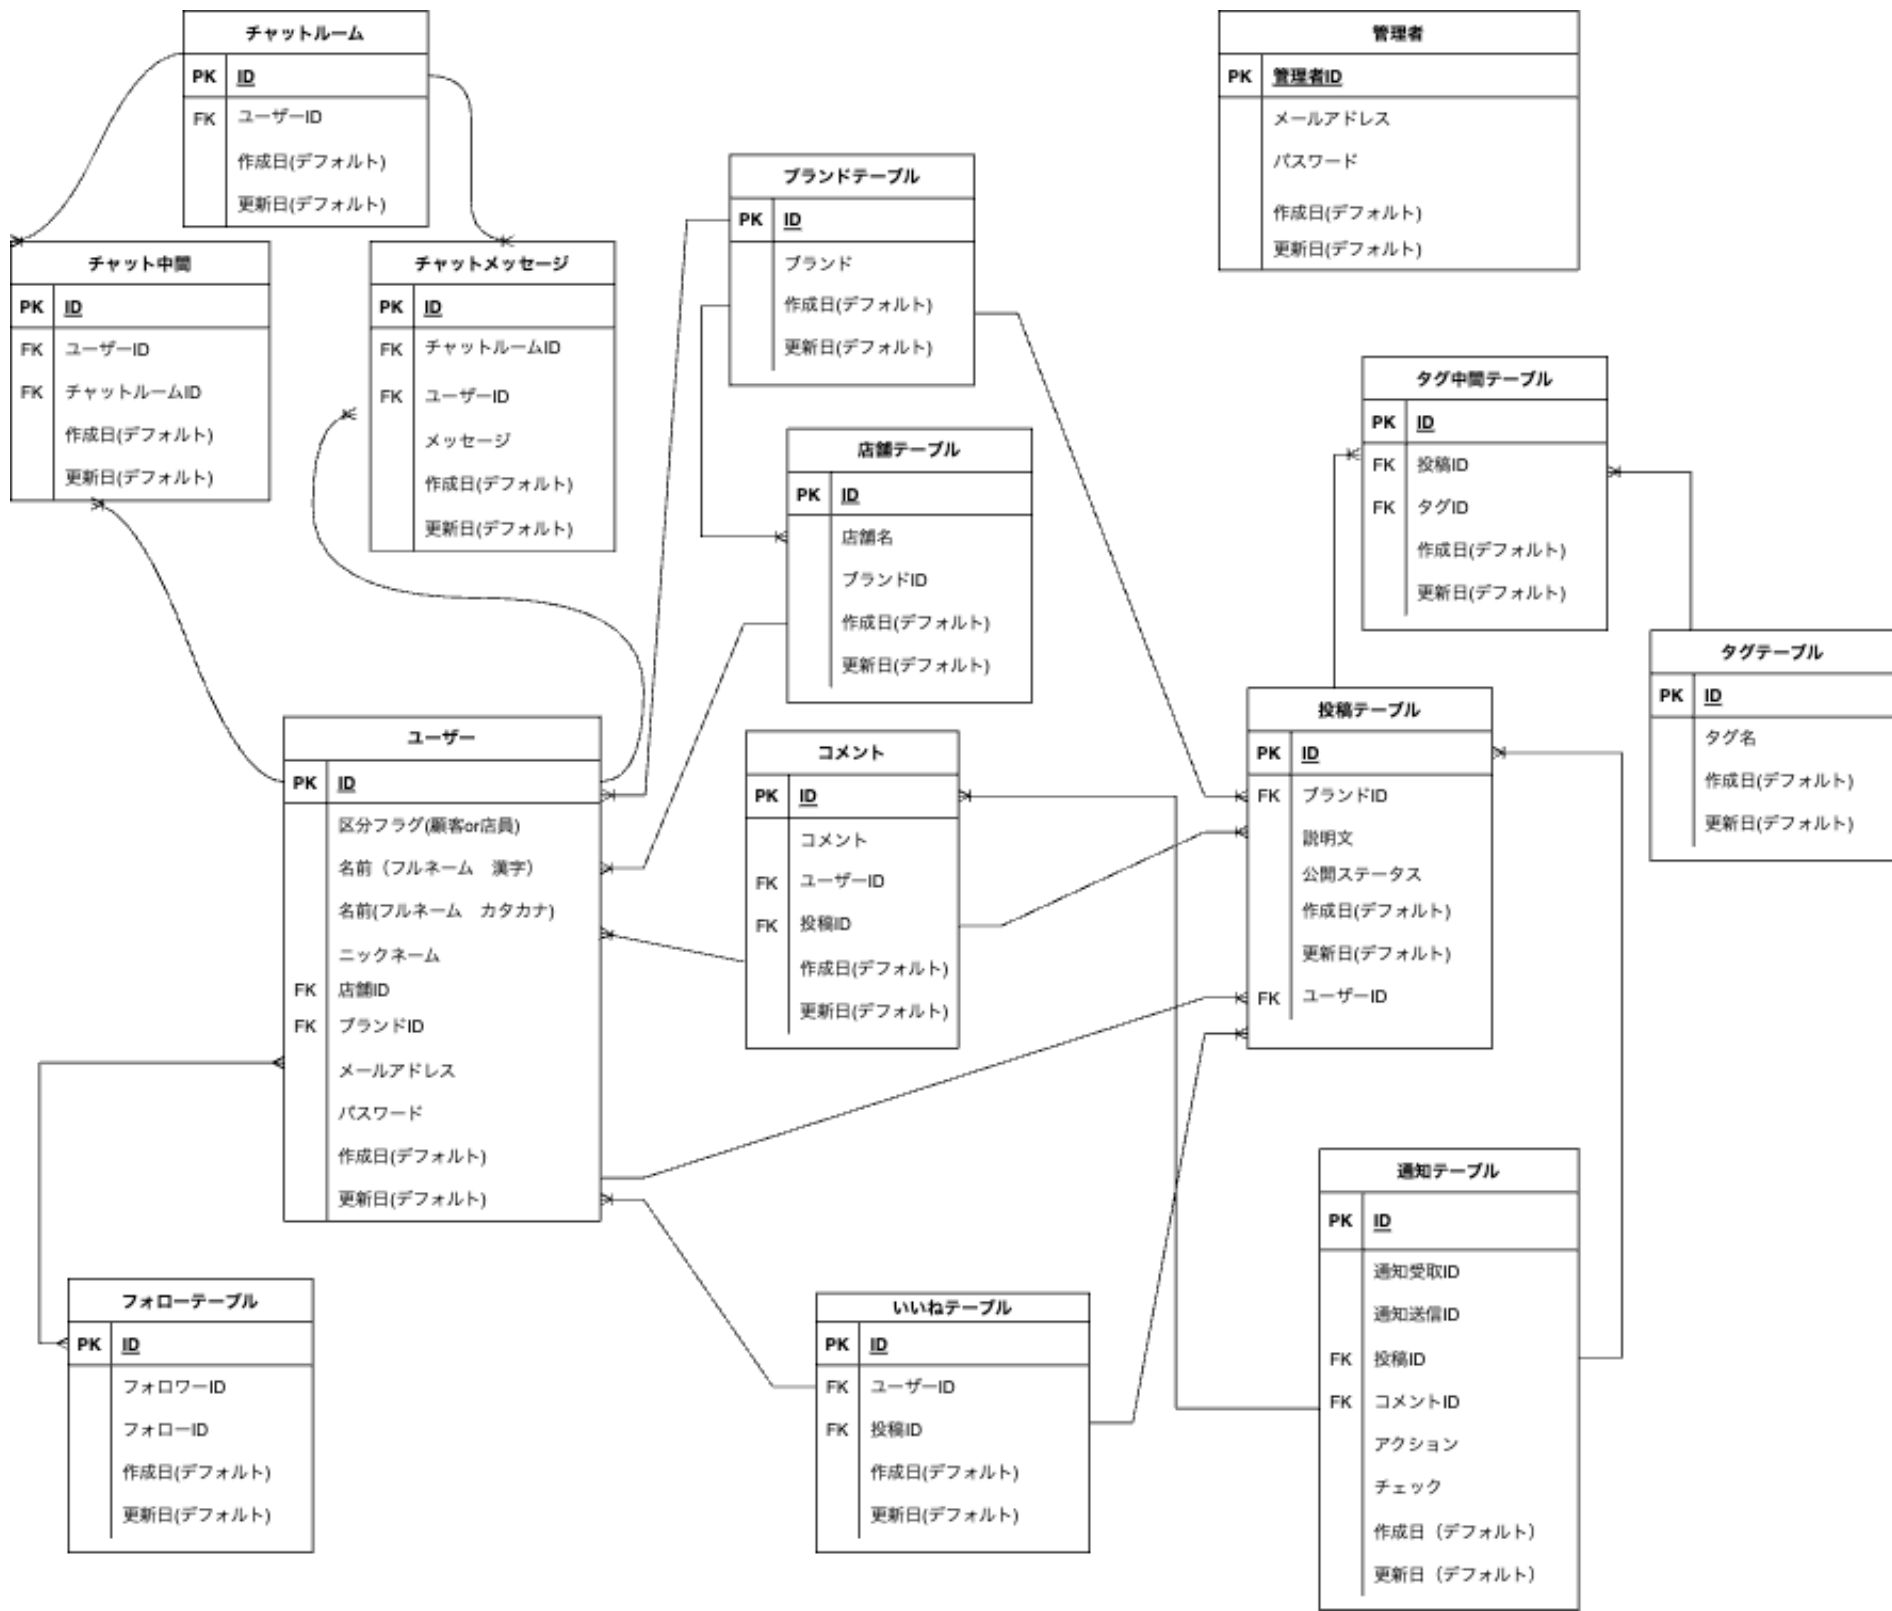 チャットルーム
PK ID
FK ユーザーID
作成日(デフォルト)
更新日(デフォルト)
管理者
PK 管理者ID
メールアドレス
パスワード
作成日(デフォルト)
更新日(デフォルト)
チャット中間
PK ID
FK ユーザーID
FK チャットルームID
作成日(デフォルト)
更新日(デフォルト)
チャットメッセージ
PK ID
FK チャットルームID
FK ユーザーID
メッセージ
作成日(デフォルト)
更新日(デフォルト)
ブランドテーブル
PK ID
ブランド
作成日(デフォルト)
更新日(デフォルト)
店舗テーブル
PK ID
店舗名
ブランドID
作成日(デフォルト)
更新日(デフォルト)
タグ中間テーブル
PK ID
FK 投稿ID
FK タグID
作成日(デフォルト)
更新日(デフォルト)
タグテーブル
PK ID
タグ名
作成日(デフォルト)
更新日(デフォルト)
ユーザー
PK ID
区分フラグ(顧客or店員)
名前（フルネーム　漢字）
名前(フルネーム　カタカナ)
ニックネーム
FK 店舗ID
FK ブランドID
メールアドレス
パスワード
作成日(デフォルト)
更新日(デフォルト)
コメント
PK ID
コメント
FK ユーザーID
FK 投稿ID
作成日(デフォルト)
更新日(デフォルト)
投稿テーブル
PK ID
FK ブランドID
説明文
公開ステータス
作成日(デフォルト)
更新日(デフォルト)
FK ユーザーID
フォローテーブル
PK ID
フォロワーID
フォローID
作成日(デフォルト)
更新日(デフォルト)
いいねテーブル
PK ID
FK ユーザーID
FK 投稿ID
作成日(デフォルト)
更新日(デフォルト)
通知テーブル
PK ID
通知受取ID
通知送信ID
FK 投稿ID
FK コメントID
アクション
チェック
作成日（デフォルト）
更新日（デフォルト）